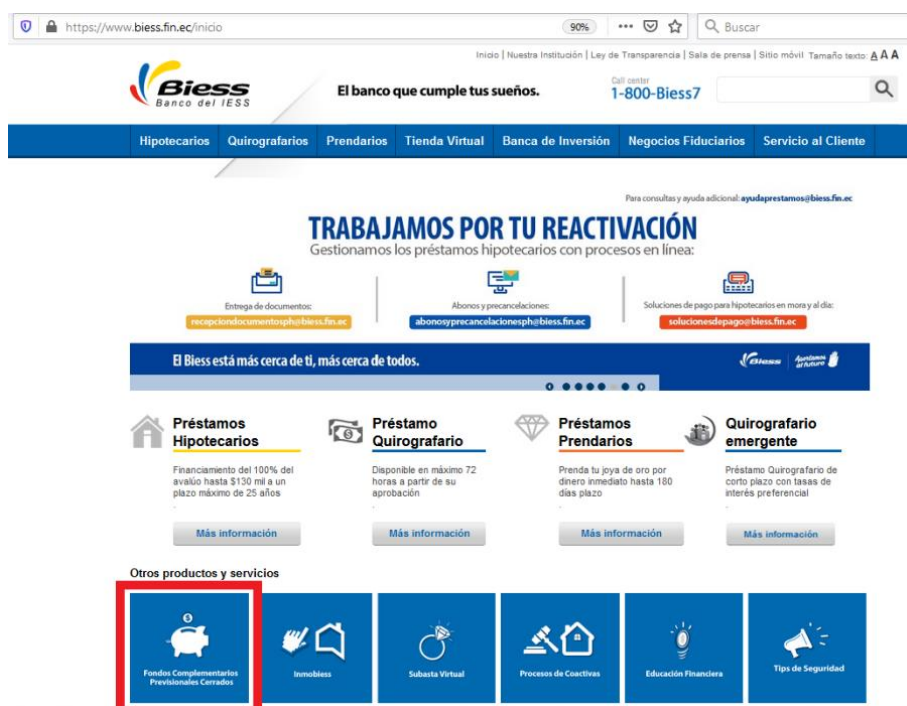 https://www.biess.fin.ec/inicio
90%
Buscar
Inicio | Nuestra Institución | Ley de Transparencia | Sala de prensa | Sitio móvil Tamaño texto: A A A
Biess
Banco del IESS
El banco que cumple tus sueños.
Call center
1-800-Biess7
Hipotecarios Quirografarios Prendarios Tienda Virtual Banca de Inversión Negocios Fiduciarios Servicio al Cliente
Para consultas y ayuda adicional: ayudaprestamos@biess.fin.ec
TRABAJAMOS POR TU REACTIVACIÓN
Gestionamos los préstamos hipotecarios con procesos en línea:
Entrega de documentos:
recepciondocumentosph@biess.fin.ec
Abonos y precancelaciones:
abonosyprecancelacionesph@biess.fin.ec
Soluciones de pago para hipotecarios en mora y al día:
solucionesdepago@biess.fin.ec
El Biess está más cerca de ti, más cerca de todos.
Biess
Juntamos al futuro
Préstamos
Hipotecarios
Financiamiento del 100% del
avalúo hasta $130 mil a un
plazo máximo de 25 años
.
Más información
Préstamo
Quirografario
Disponible en máximo 72
horas a partir de su
aprobación
.
Más información
Préstamos
Prendarios
Prenda tu joya de oro por
dinero inmediato hasta 180
días plazo
.
Más información
Quirografario
emergente
Préstamo Quirografario de
corto plazo con tasas de
interés preferencial
.
Más información
Otros productos y servicios
Fondos Complementarios
Previsionales Cerrados
Inmobiess
Subasta Virtual
Procesos de Coactivas
Educación Financiera
Tips de Seguridad